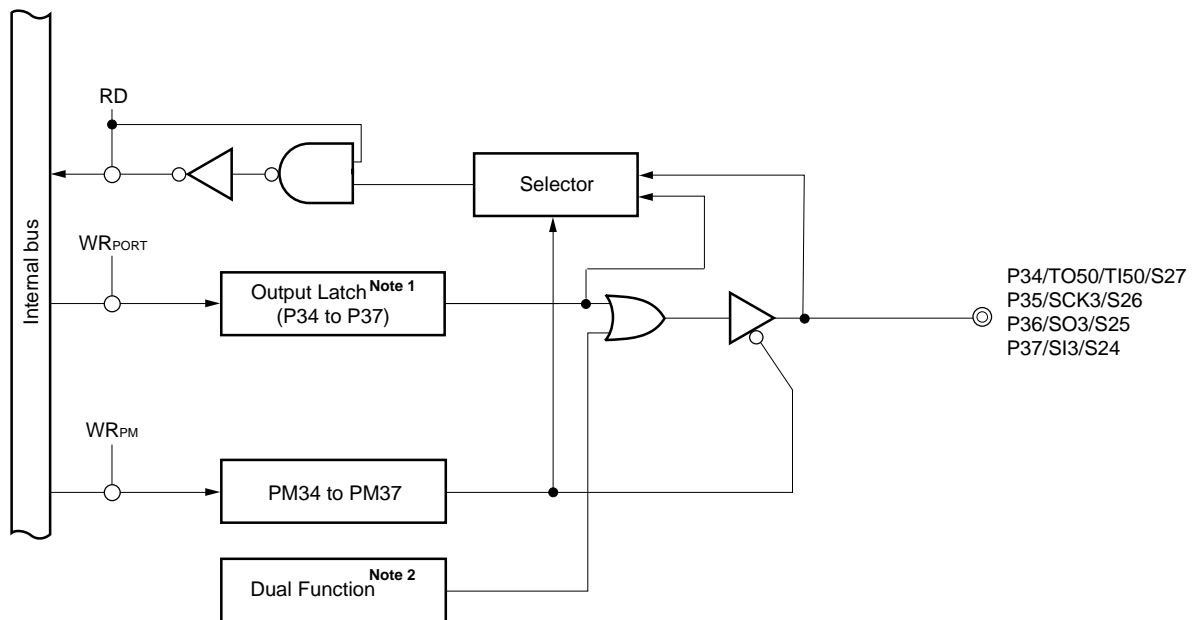 RD
Selector
Internal bus
WRPORT
Output Latch Note 1
(P34 to P37)
P34/TO50/TI50/S27
P35/SCK3/S26
P36/SO3/S25
P37/SI3/S24
WRPM
PM34 to PM37
Dual Function Note 2